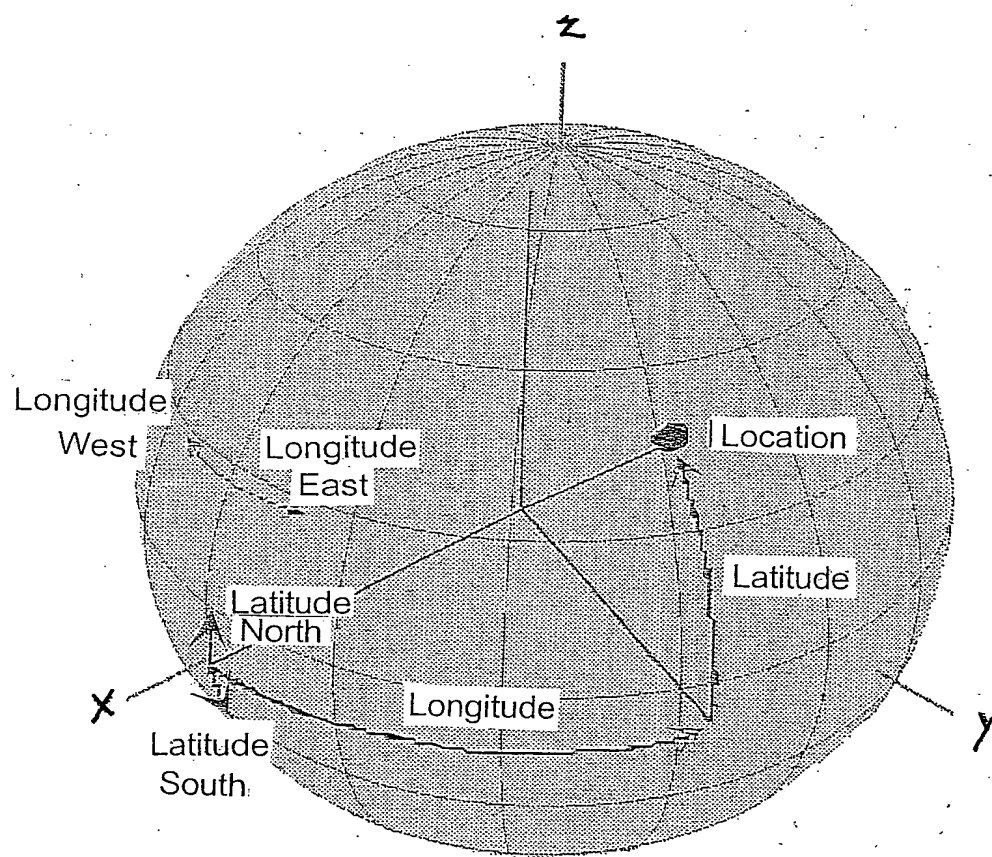 z
Longitude
West
Longitude
East
Location
Latitude
Latitude
North
X
Longitude
Latitude
South
y